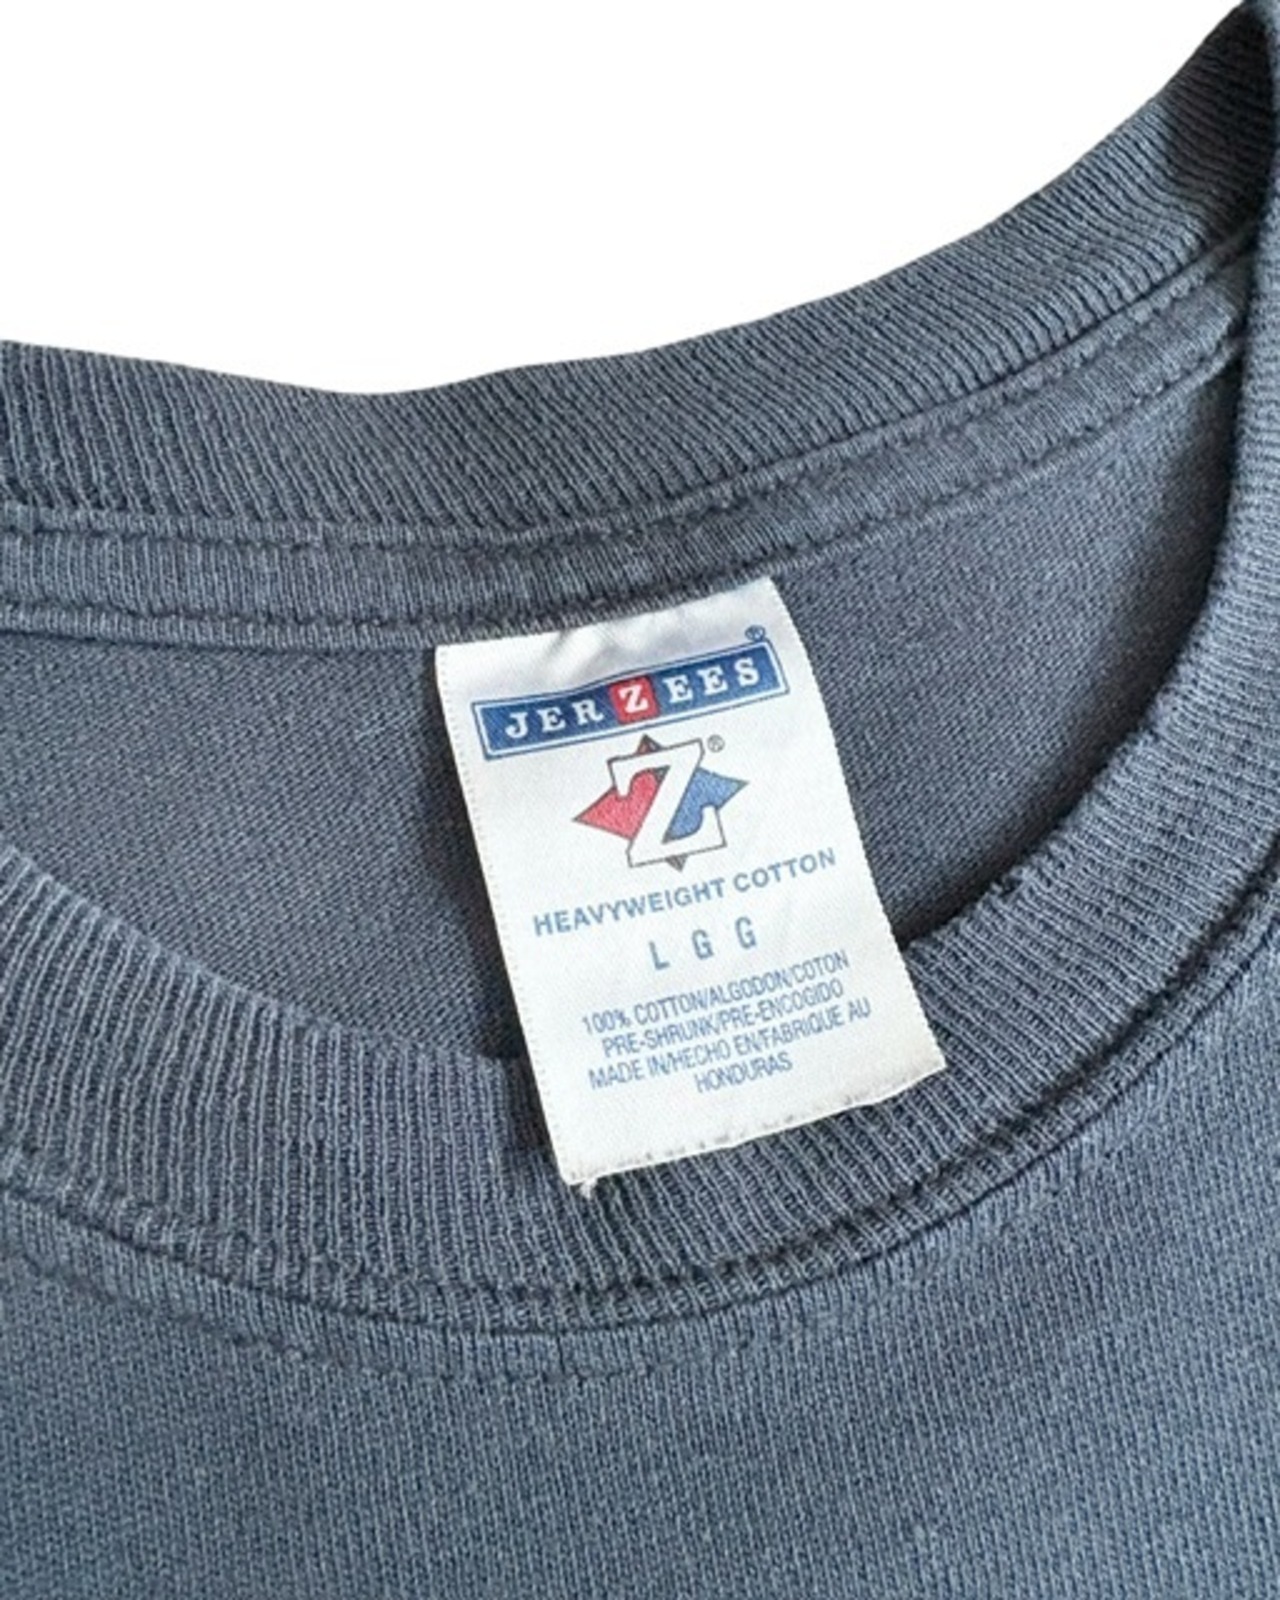 JERZEES®
Z®
HEAVYWEIGHT COTTON
L G G
100% COTTON/ALGODON/COTON
PRE-SHRUNK/PRE-ENCOGIDO
MADE IN/HECHO EN/FABRIQUE AU
HONDURAS